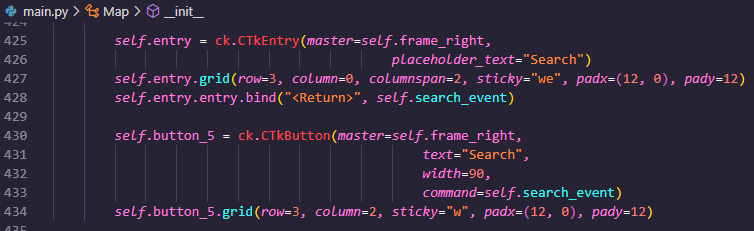 main.py > Map > __init__
425 self.entry = ck.CTkEntry(master=self.frame_right,
426 placeholder_text="Search")
427 self.entry.grid(row=3, column=0, columnspan=2, sticky="we", padx=(12, 0), pady=12)
428 self.entry.entry.bind("<Return>", self.search_event)
429
430 self.button_5 = ck.CTkButton(master=self.frame_right,
431 text="Search",
432 width=90,
433 command=self.search_event)
434 self.button_5.grid(row=3, column=2, sticky="w", padx=(12, 0), pady=12)